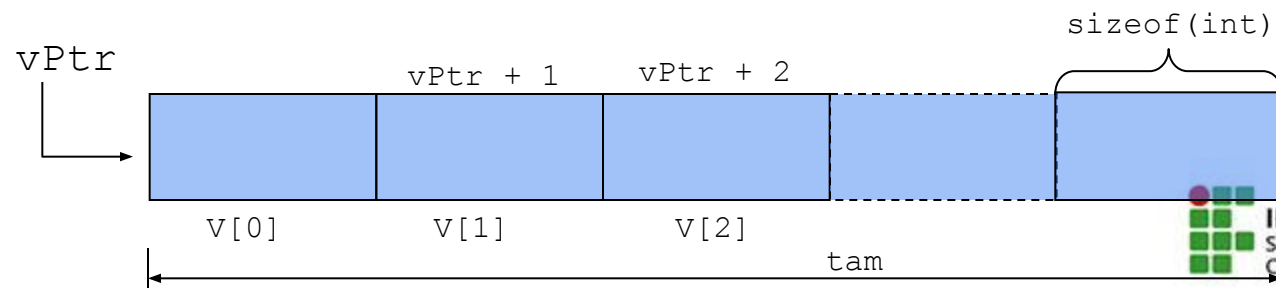 sizeof(int)
vPtr
vPtr + 1
vPtr + 2
V[0]
V[1]
V[2]
tam